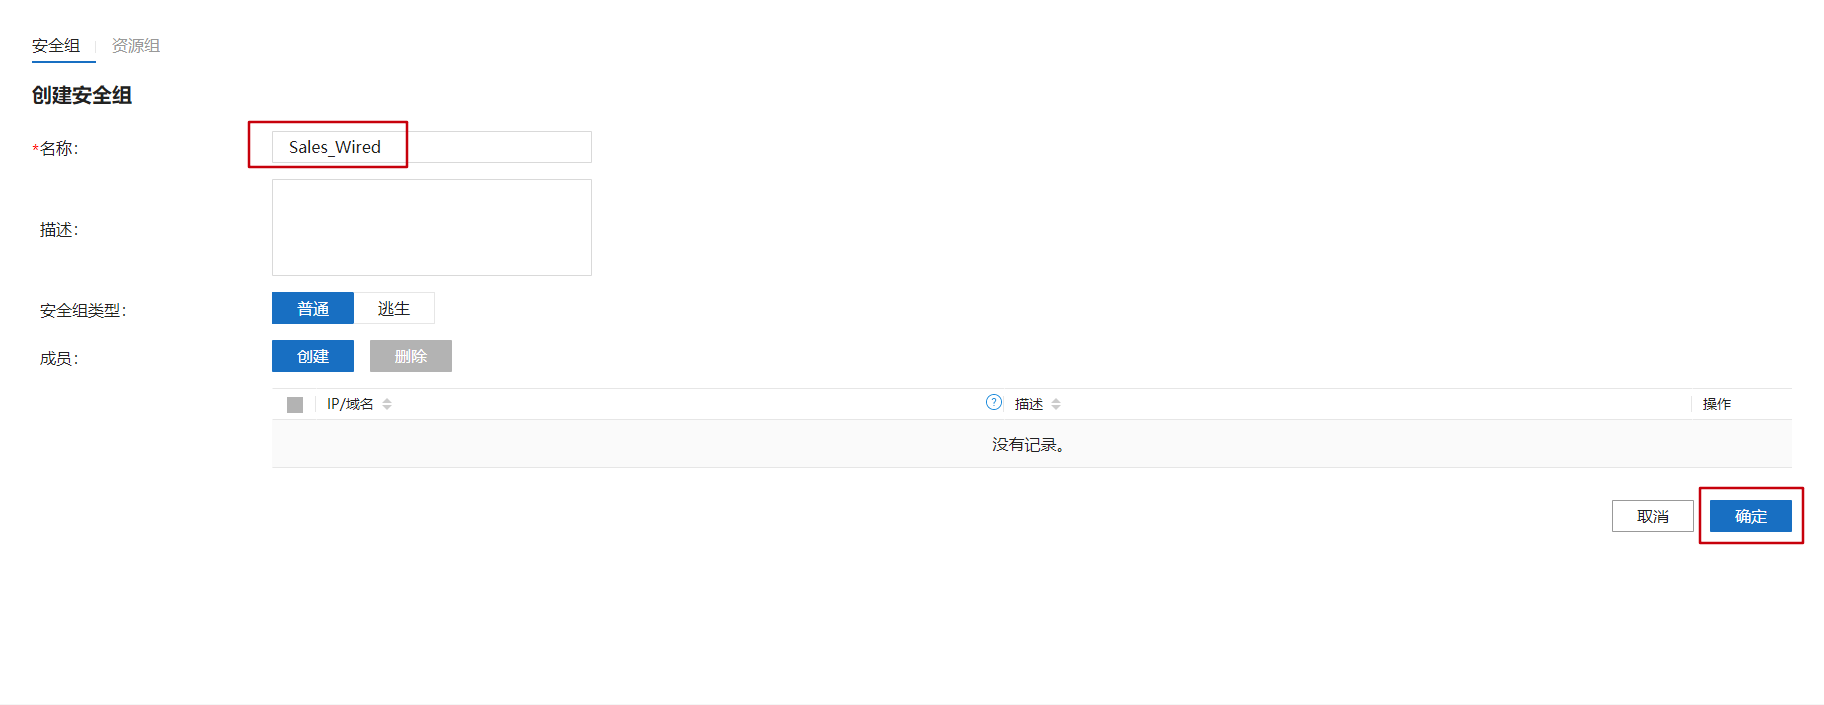 安全组 资源组
创建安全组
*名称: Sales_Wired
描述:
安全组类型: 普通 逃生
成员: 创建 删除
IP/域名 ? 描述 操作
没有记录。
取消 确定